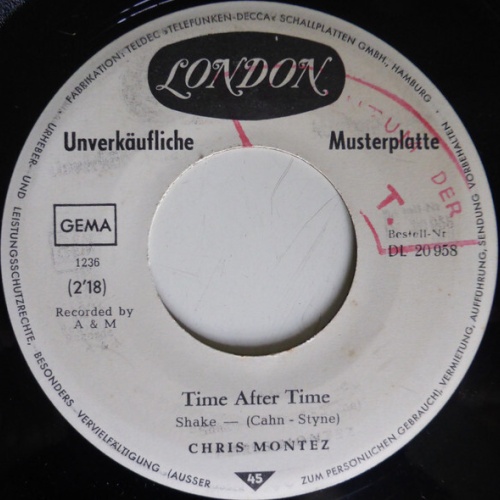 FABRIKATION: TELDEC »TELEFUNKEN-DECCA« SCHALLPLATTEN GMBH., HAMBURG
LONDON
Unverkäufliche Musterplatte
GEMA
1236
(2'18)
Recorded by
A & M
DER
T.
Bestell-Nr
DL 20 958
Time After Time
Shake — (Cahn - Styne)
CHRIS MONTEZ
45
URHEBER- UND LEISTUNGSSCHUTZRECHTE, BESONDERS VERVIELFÄLTIGUNG (AUSSER ZUM PERSÖNLICHEN GEBRAUCH), VERMIETUNG, AUFFÜHRUNG, SENDUNG VORBEHALTEN